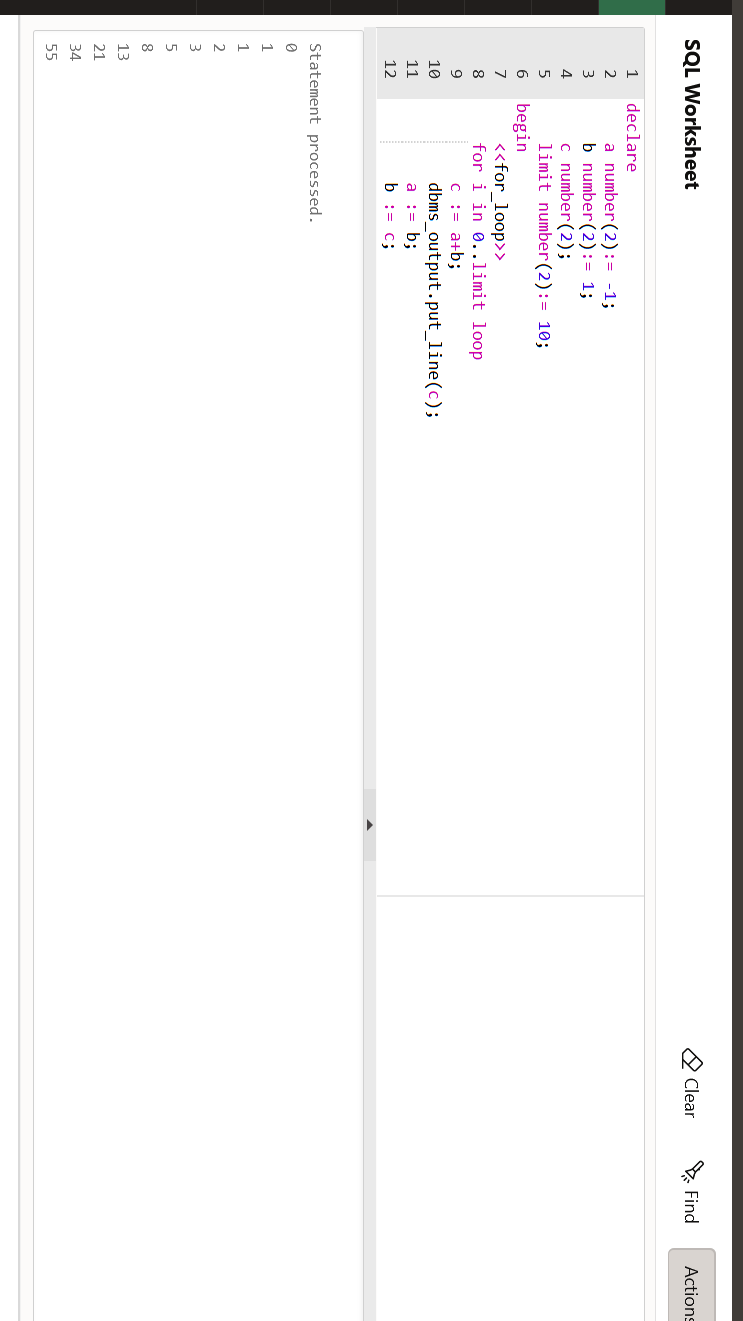 SQL Worksheet
Clear
Find
Actions
1 declare
2 a number(2):= -1;
3 b number(2):= 1;
4 c number(2);
5 limit number(2):= 10;
6 begin
7 <<for_loop>>
8 for i in 0..limit loop
9 c := a+b;
10 dbms_output.put_line(c);
11 a := b;
12 b := c;
Statement processed.
0
1
1
2
3
5
8
13
21
34
55